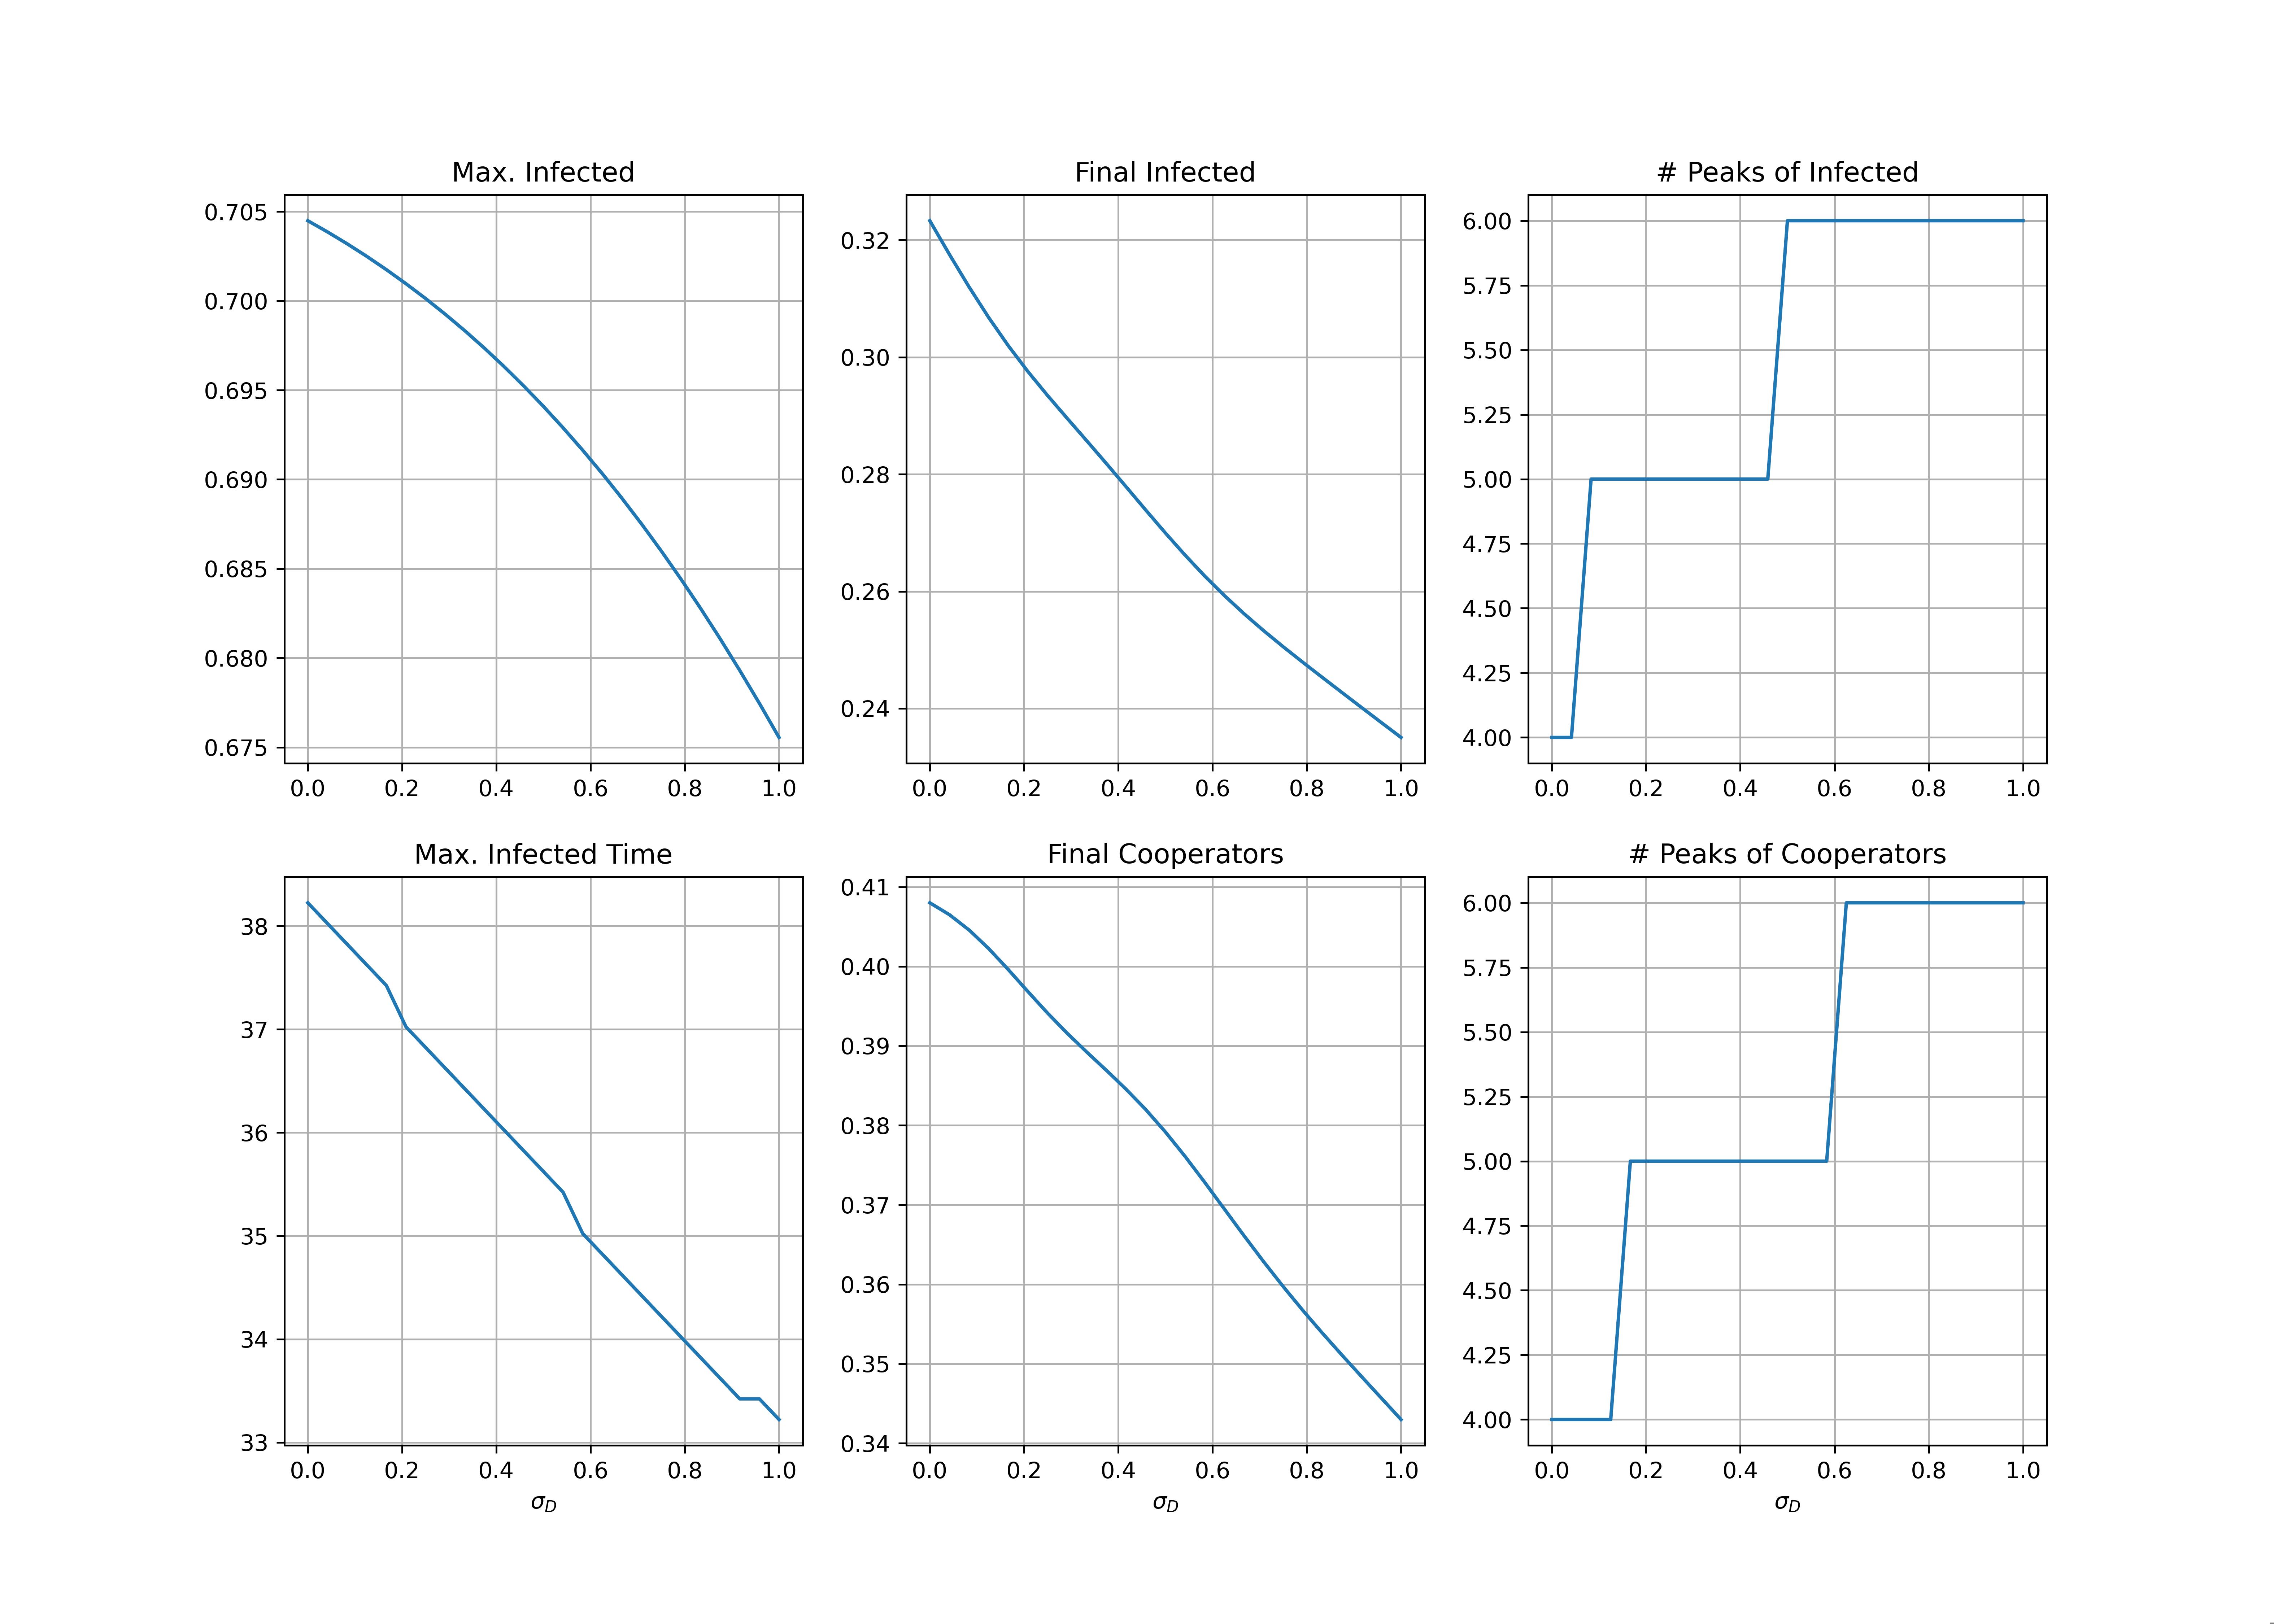 Max. Infected
0.705
0.700
0.695
0.690
0.685
0.680
0.675
0.0 0.2 0.4 0.6 0.8 1.0
Final Infected
0.32
0.30
0.28
0.26
0.24
0.0 0.2 0.4 0.6 0.8 1.0
# Peaks of Infected
6.00
5.75
5.50
5.25
5.00
4.75
4.50
4.25
4.00
0.0 0.2 0.4 0.6 0.8 1.0
Max. Infected Time
38
37
36
35
34
33
0.0 0.2 0.4 0.6 0.8 1.0
σD
Final Cooperators
0.41
0.40
0.39
0.38
0.37
0.36
0.35
0.34
0.0 0.2 0.4 0.6 0.8 1.0
σD
# Peaks of Cooperators
6.00
5.75
5.50
5.25
5.00
4.75
4.50
4.25
4.00
0.0 0.2 0.4 0.6 0.8 1.0
σD